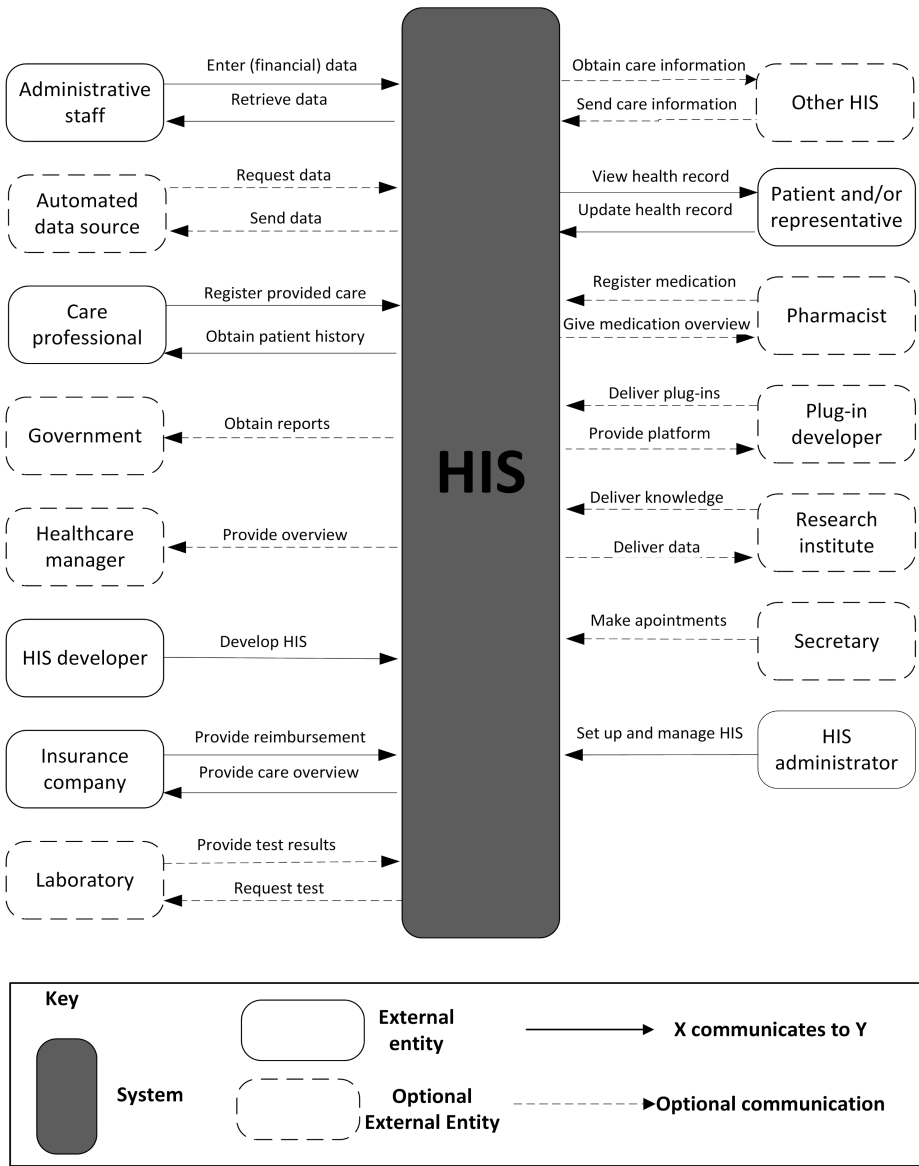 Enter (financial) data
Administrative
staff
Retrieve data
Request data
Automated
data source
Send data
Register provided care
Care
professional
Obtain patient history
Government
Obtain reports
Healthcare
manager
Provide overview
HIS developer
Develop HIS
Provide reimbursement
Insurance
company
Provide care overview
Provide test results
Laboratory
Request test
HIS
Obtain care information
Other HIS
Send care information
View health record
Patient and/or
representative
Update health record
Register medication
Pharmacist
Give medication overview
Deliver plug-ins
Plug-in
developer
Provide platform
Deliver knowledge
Research
institute
Deliver data
Make apointments
Secretary
Set up and manage HIS
HIS
administrator
Key
System
External
entity
Optional
External Entity
X communicates to Y
Optional communication